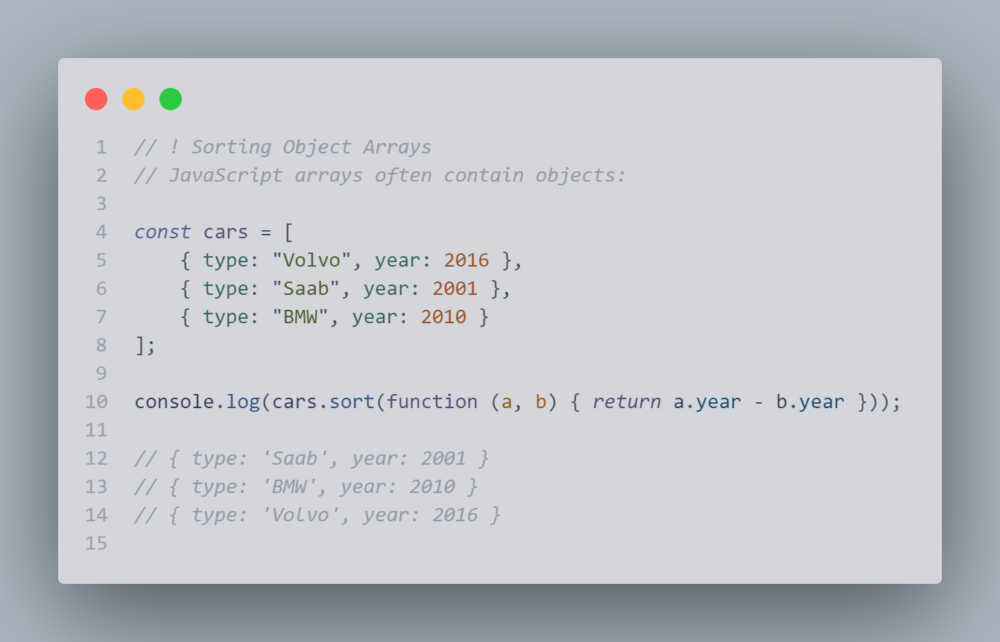 1 // ! Sorting Object Arrays
2 // JavaScript arrays often contain objects:
3
4 const cars = [
5     { type: "Volvo", year: 2016 },
6     { type: "Saab", year: 2001 },
7     { type: "BMW", year: 2010 }
8 ];
9
10 console.log(cars.sort(function (a, b) { return a.year - b.year }));
11
12 // { type: 'Saab', year: 2001 }
13 // { type: 'BMW', year: 2010 }
14 // { type: 'Volvo', year: 2016 }
15